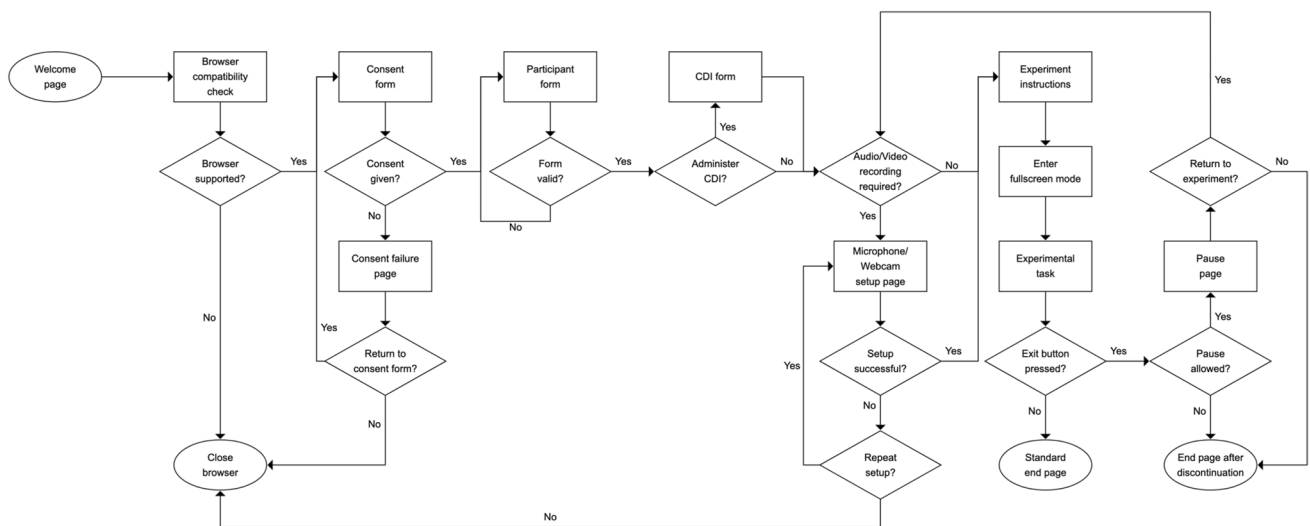 Welcome
page
Browser
compatibility
check
Consent
form
Participant
form
CDI form
Experiment
instructions
Yes
Yes
Browser
supported?
Yes
Consent
given?
Yes
Form
valid?
Yes
Administer
CDI?
No
Audio/Video
recording
required?
No
Enter
fullscreen mode
Return to
experiment?
No
No
No
Yes
Consent failure
page
Microphone/
Webcam
setup page
Experimental
task
Pause
page
No
Yes
Yes
Return to
consent form?
Yes
Setup
successful?
Yes
Exit button
pressed?
Yes
Pause
allowed?
No
No
No
No
Close
browser
Repeat
setup?
Standard
end page
End page after
discontinuation
No